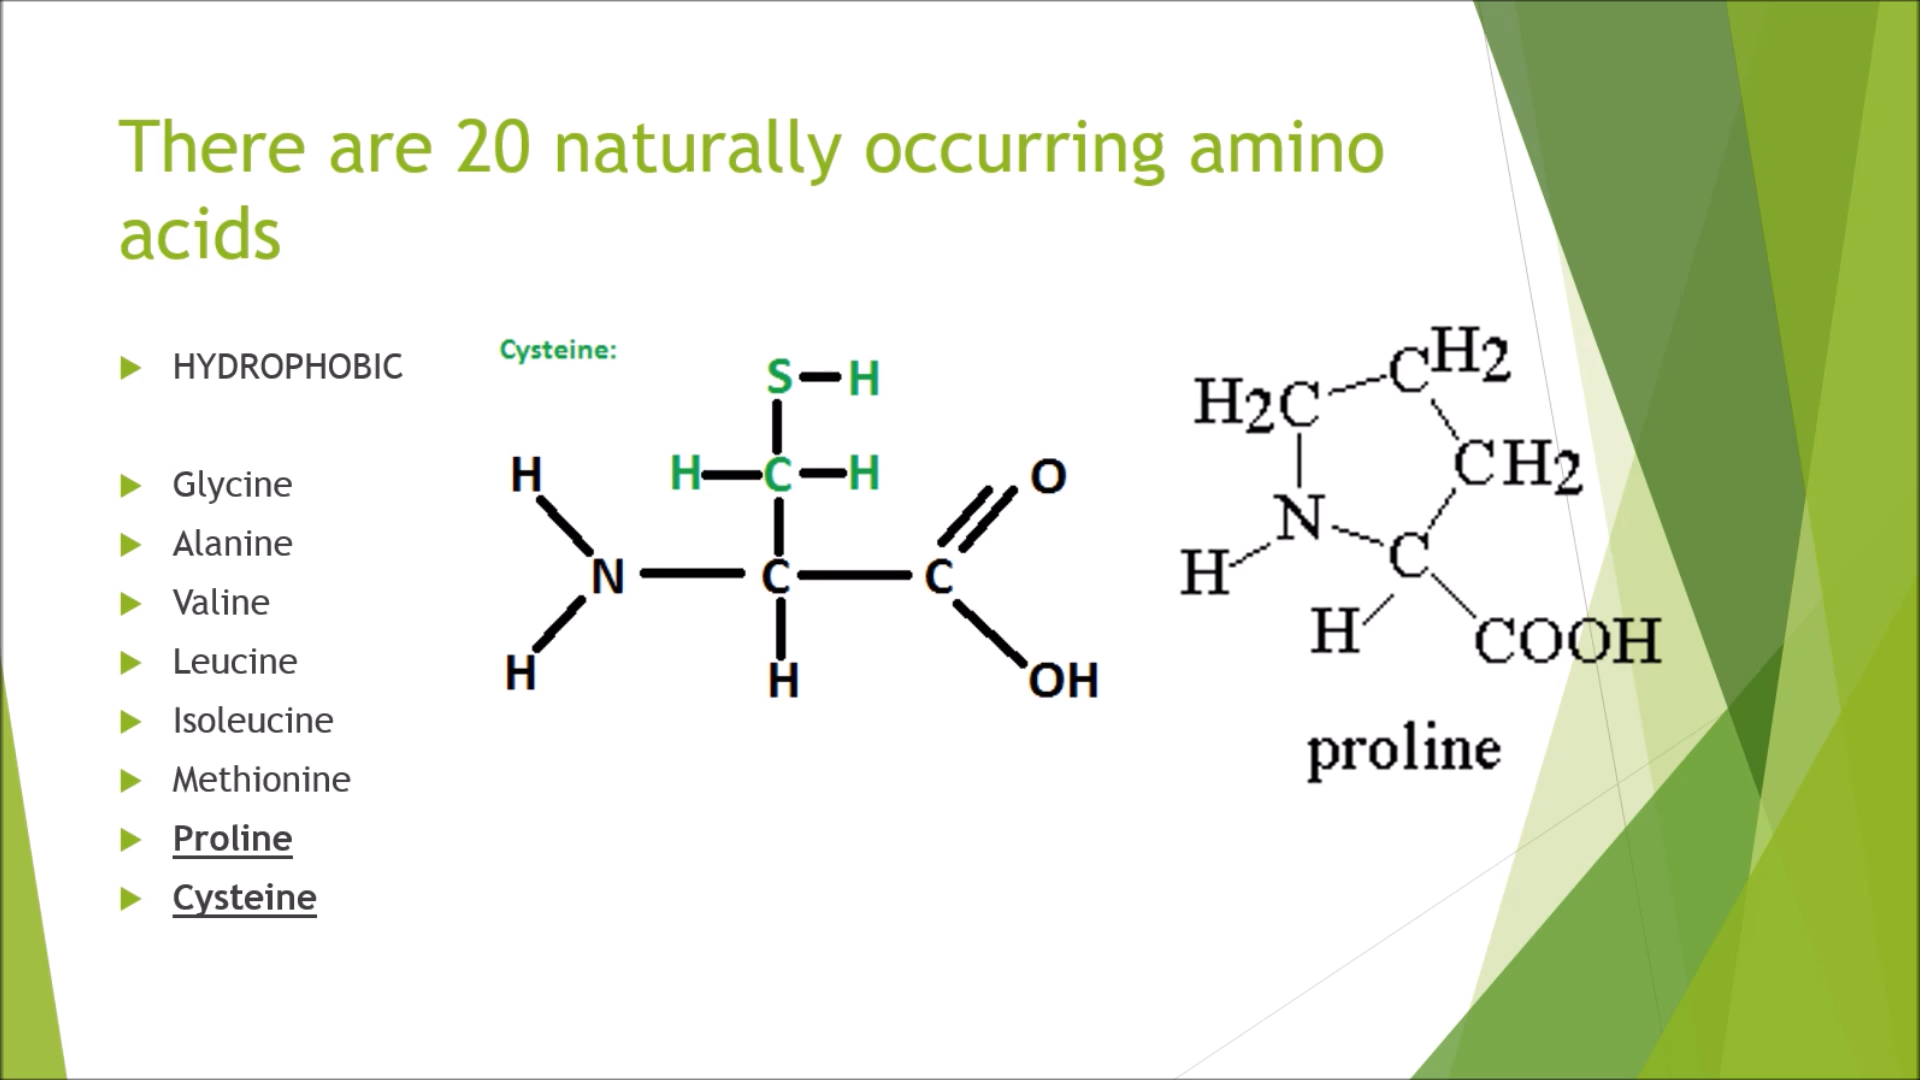 There are 20 naturally occurring amino
acids
HYDROPHOBIC
Glycine
Alanine
Valine
Leucine
Isoleucine
Methionine
Proline
Cysteine
Cysteine:
S H
H C H
H O
N C C
H H OH
H2C CH2
CH2
N
H C
H COOH
proline